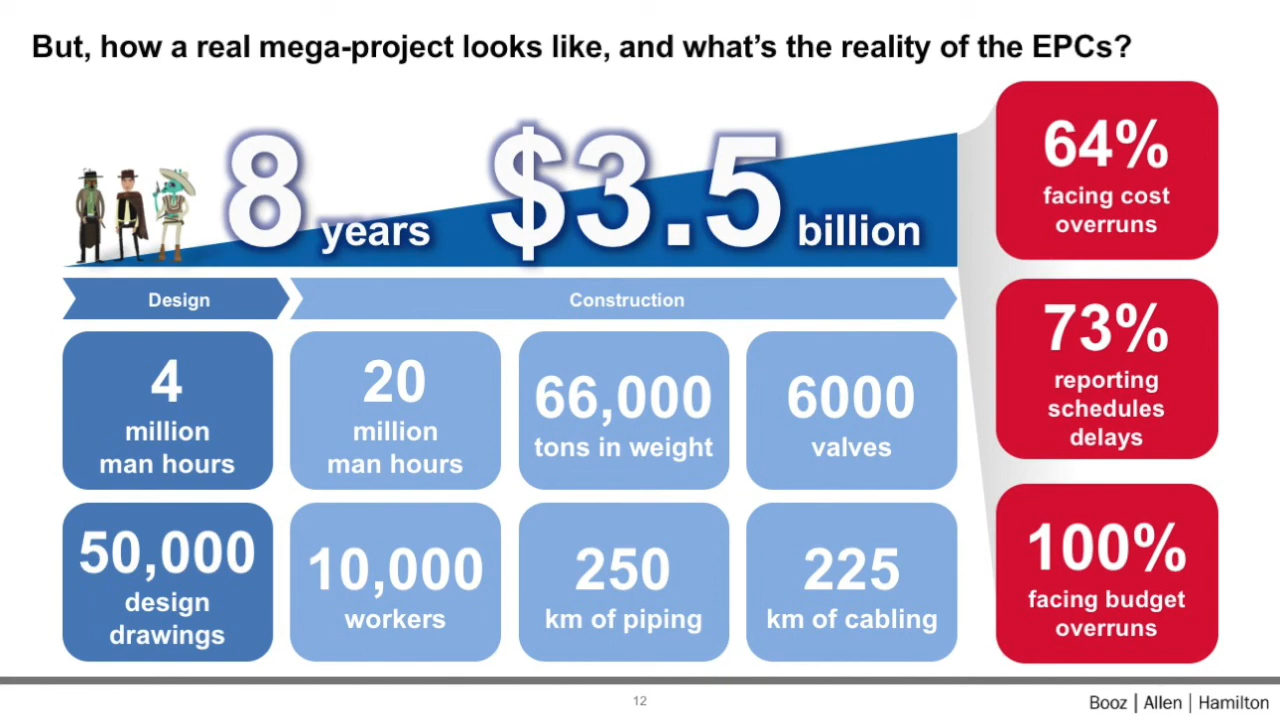 But, how a real mega-project looks like, and what's the reality of the EPCs?
8 years $3.5 billion
Design
Construction
4
million
man hours
20
million
man hours
66,000
tons in weight
6000
valves
50,000
design
drawings
10,000
workers
250
km of piping
225
km of cabling
64%
facing cost
overruns
73%
reporting
schedules
delays
100%
facing budget
overruns
12
Booz | Allen | Hamilton